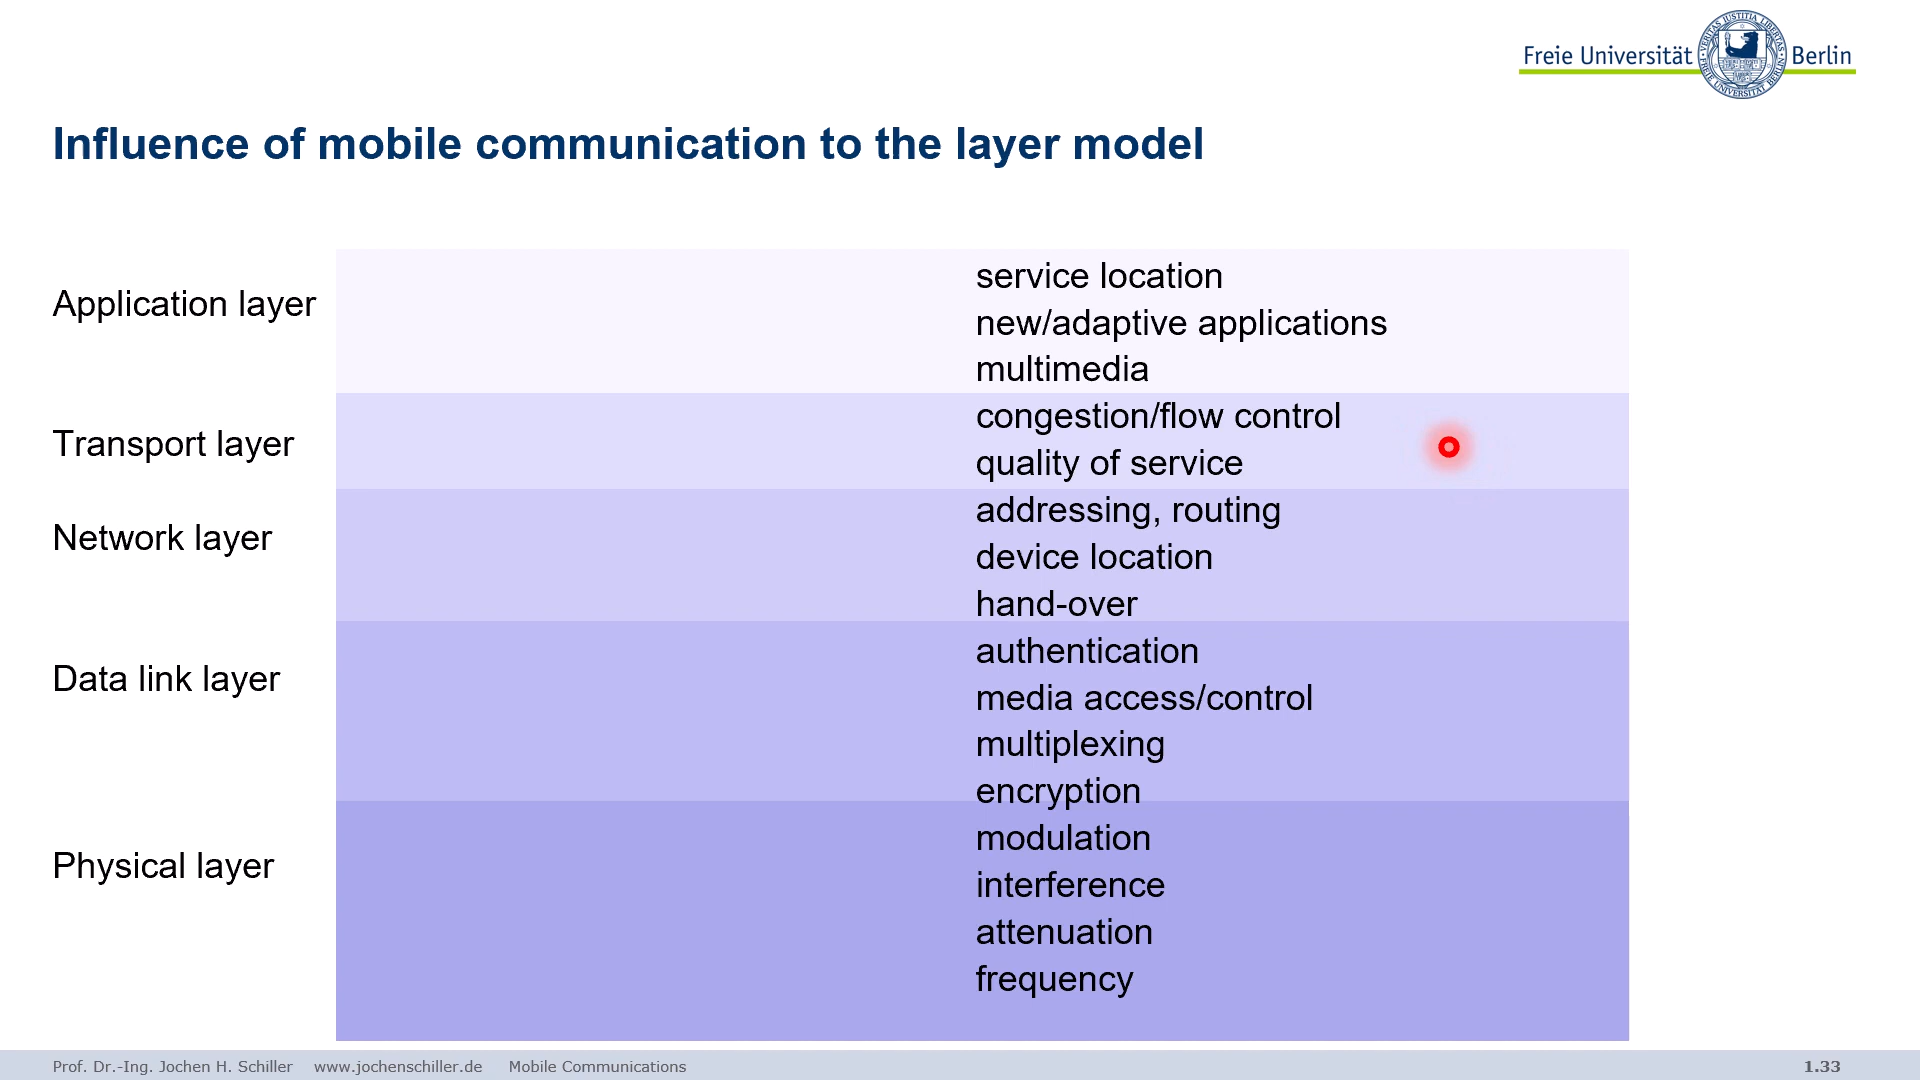 Freie Universität Berlin
Influence of mobile communication to the layer model
Application layer
service location
new/adaptive applications
multimedia
Transport layer
congestion/flow control
quality of service
Network layer
addressing, routing
device location
hand-over
Data link layer
authentication
media access/control
multiplexing
encryption
Physical layer
modulation
interference
attenuation
frequency
Prof. Dr.-Ing. Jochen H. Schiller www.jochenschiller.de Mobile Communications 1.33